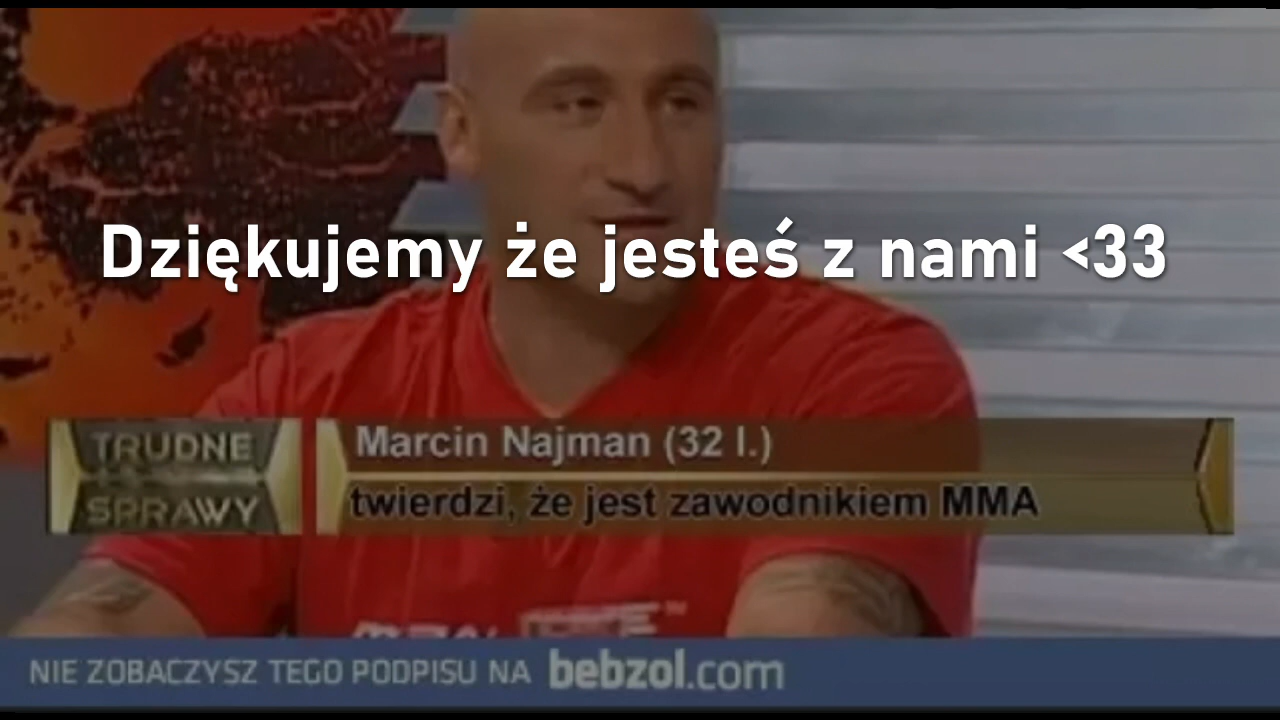 Dziękujemy że jesteś z nami <33
TRUDNE
SPRAWY
Marcin Najman (32 l.)
twierdzi, że jest zawodnikiem MMA
NIE ZOBACZYSZ TEGO PODPISU NA bebzol.com